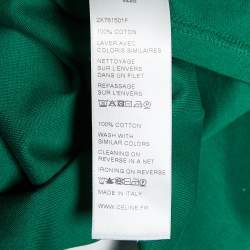 2X761501F
100% COTTON
LAVER AVEC
COLORIS SIMILAIRES
NETTOYAGE
SUR L'ENVERS
DANS UN FILET
REPASSAGE
SUR L'ENVERS
100% COTTON
WASH WITH
SIMILAR COLORS
CLEANING ON
REVERSE IN A NET
IRONING ON REVERSE
MADE IN ITALY
WWW.CELINE.FR